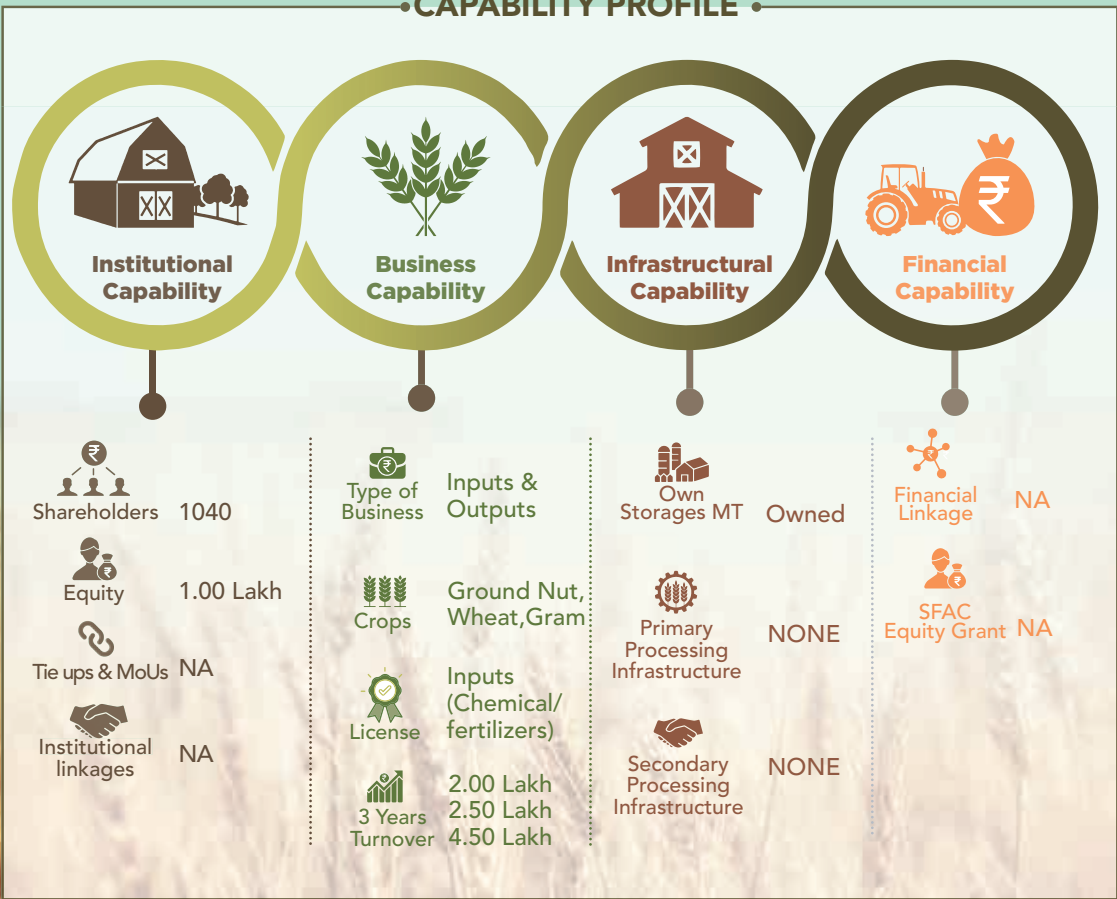 CAPABILITY PROFILE
Institutional
Capability
Business
Capability
Infrastructural
Capability
Financial
Capability
₹
Shareholders 1040
Equity 1.00 Lakh
Tie ups & MoUs NA
Institutional
linkages
NA
Type of
Business
Inputs &
Outputs
Crops
Ground Nut,
Wheat,Gram
License
Inputs
(Chemical/
fertilizers)
3 Years
Turnover
2.00 Lakh
2.50 Lakh
4.50 Lakh
Own
Storages MT
Owned
Primary
Processing
Infrastructure
NONE
Secondary
Processing
Infrastructure
NONE
Financial
Linkage
NA
SFAC
Equity Grant
NA